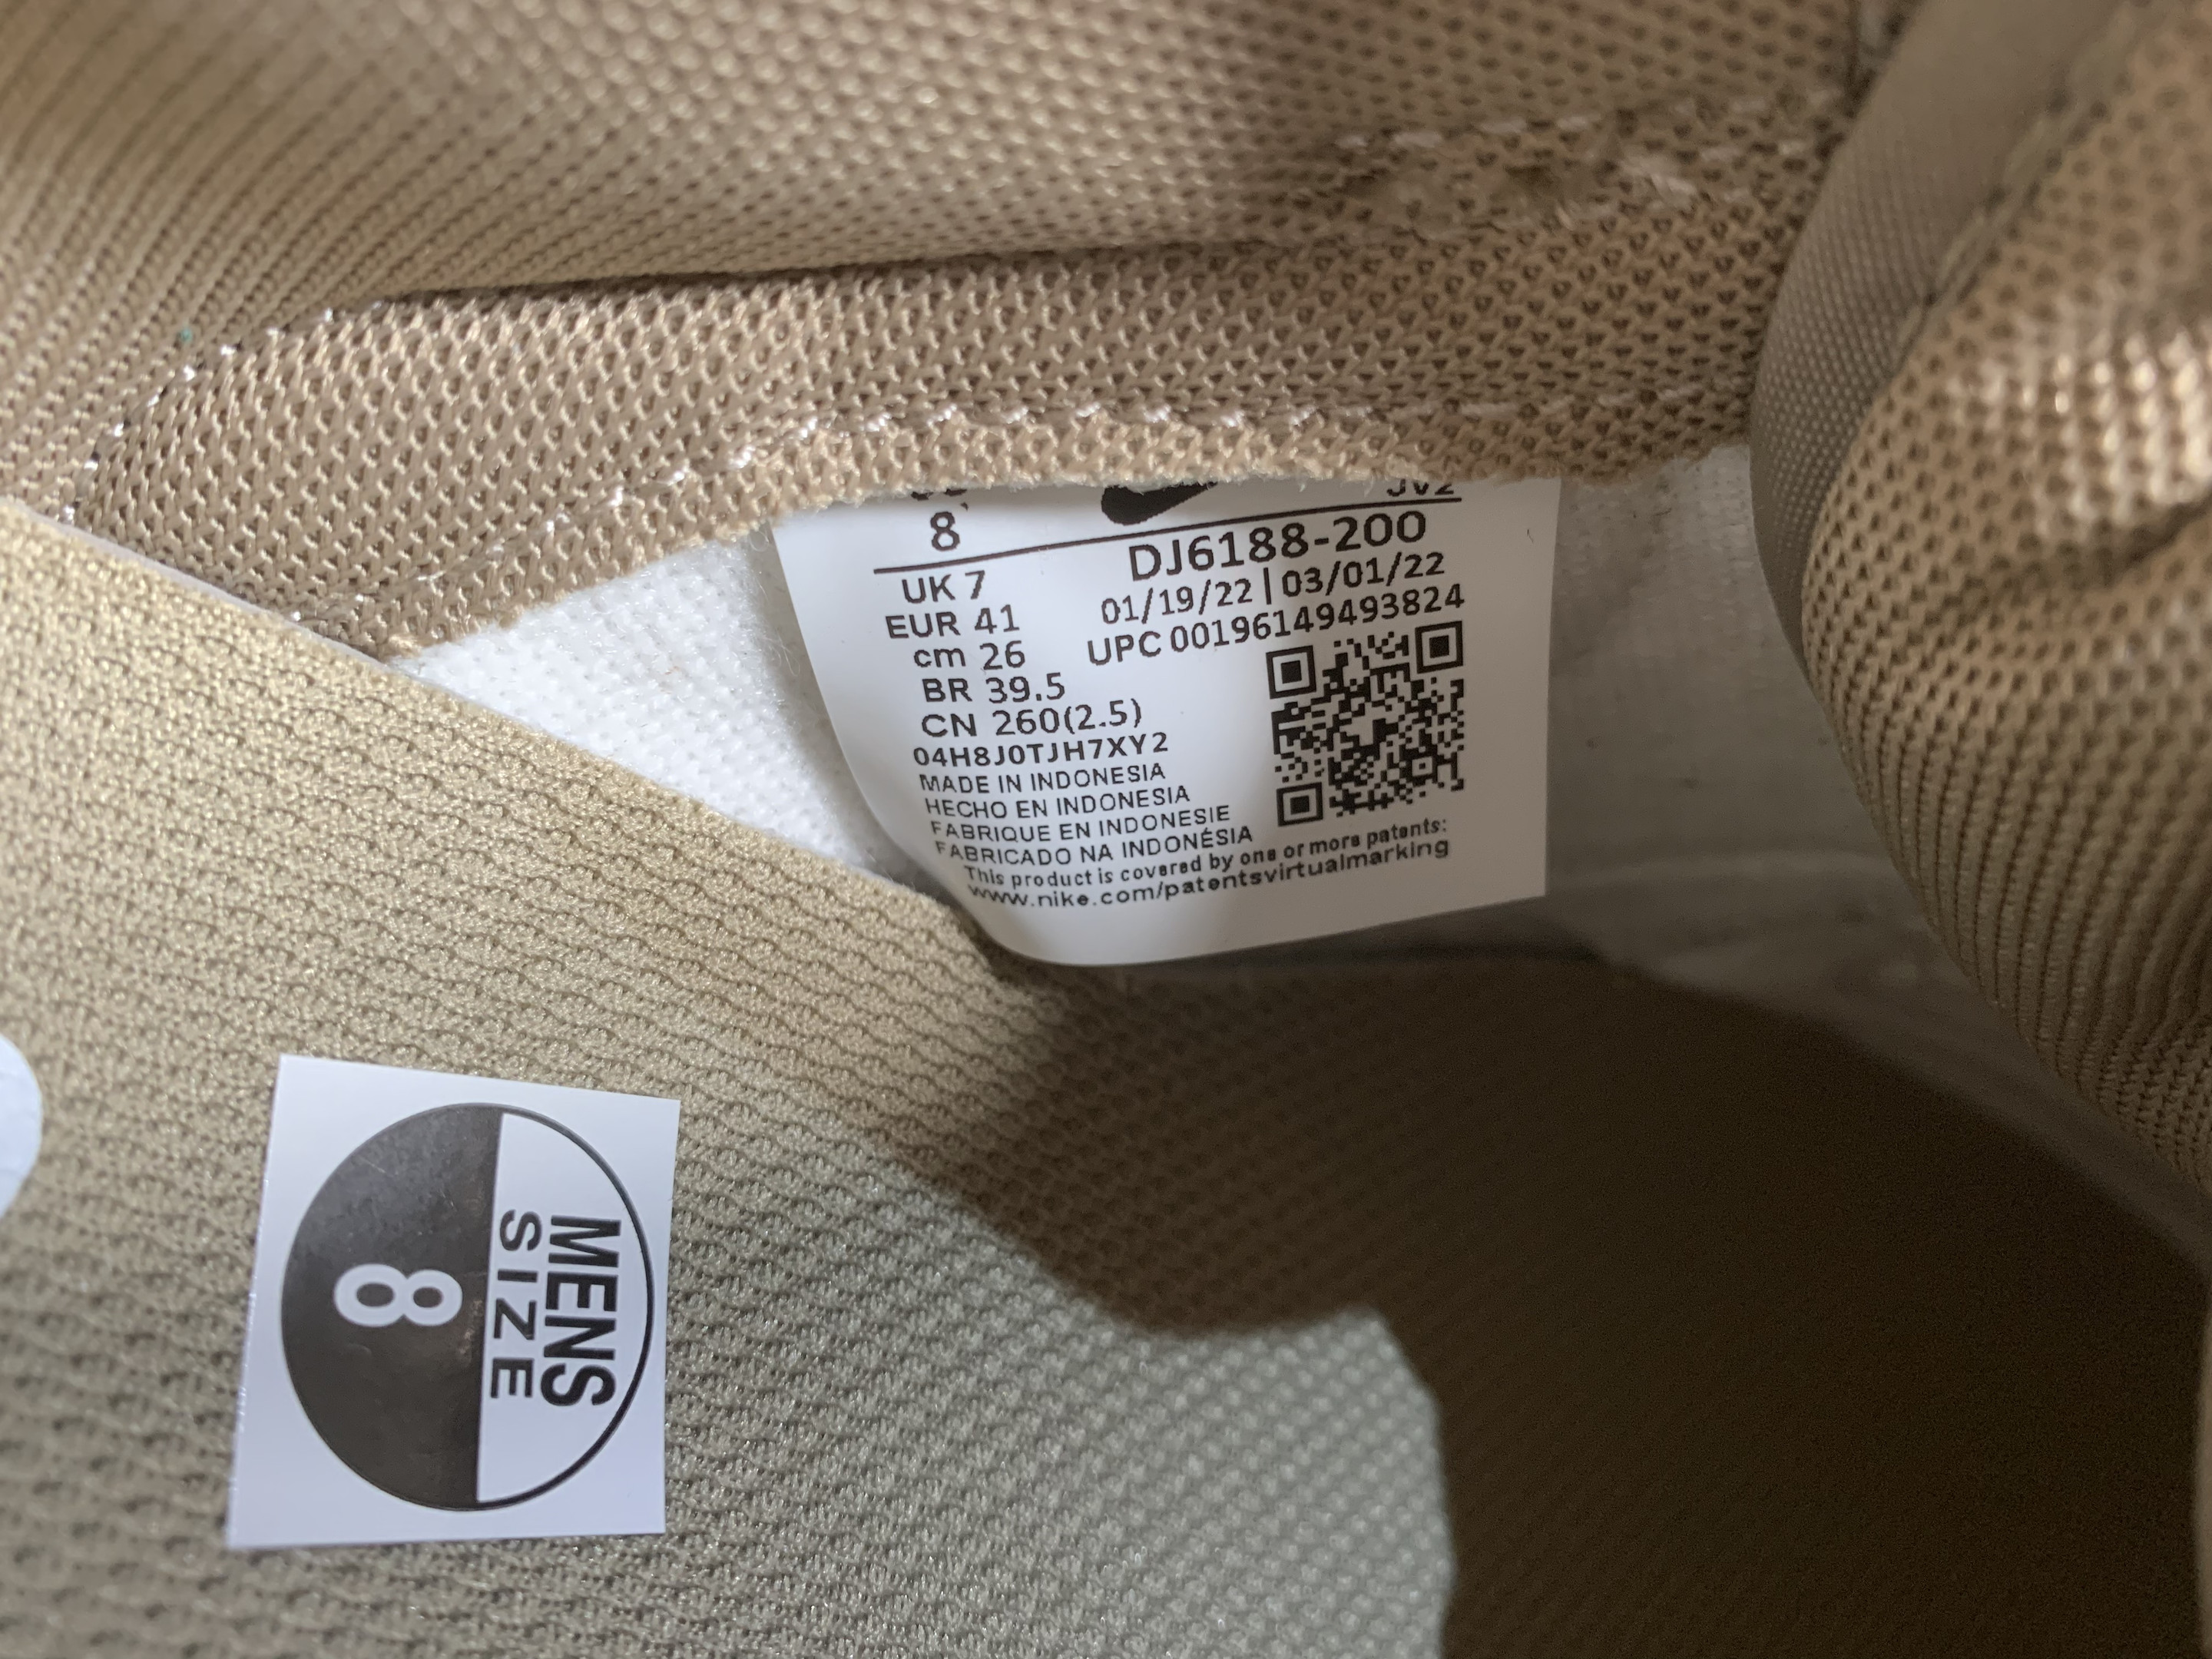 JV2
8
DJ6188-200
UK 7
01/19/22 | 03/01/22
EUR 41
UPC 00196149493824
cm 26
BR 39.5
CN 260(2.5)
04H8J0TJH7XY2
MADE IN INDONESIA
HECHO EN INDONESIA
FABRIQUE EN INDONESIE
FABRICADO NA INDONÉSIA
This product is covered by one or more patents:
www.nike.com/patentsvirtualmarking
MENS
SIZE
8